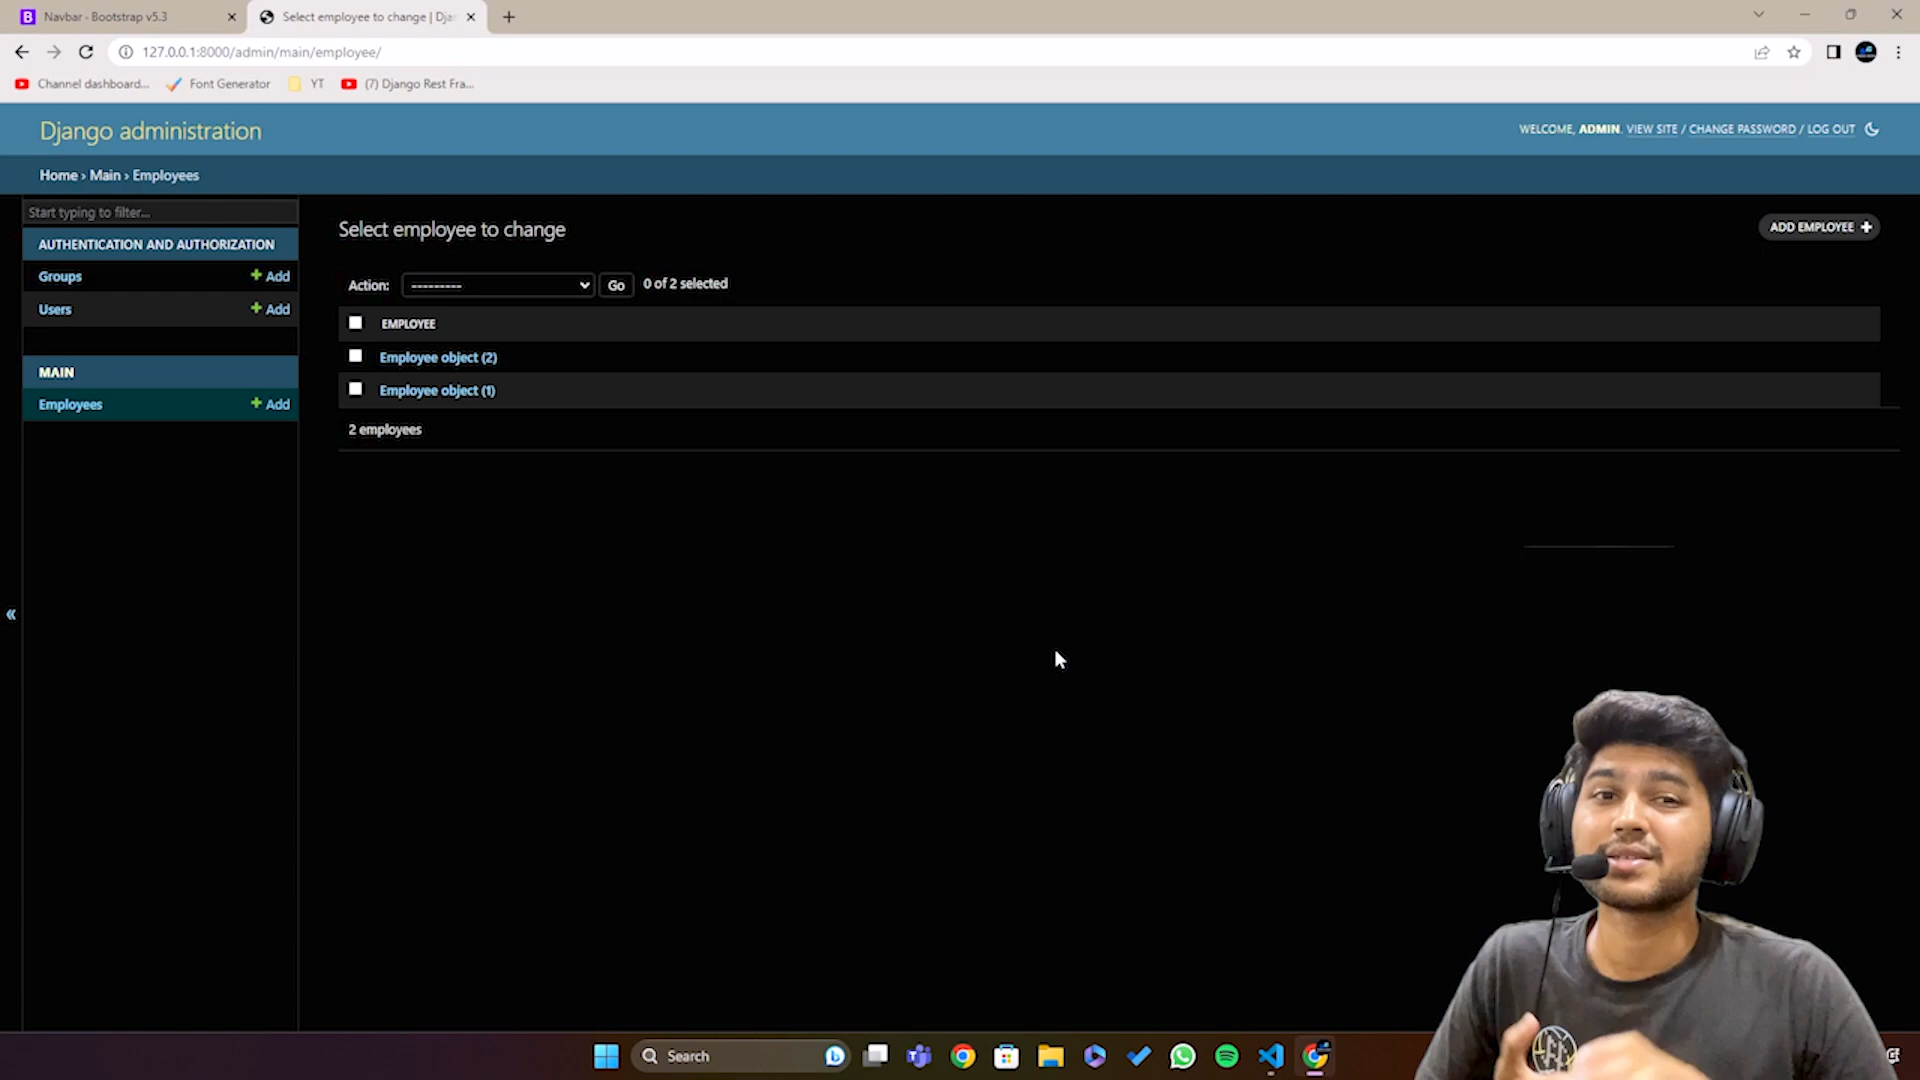 Navbar - Bootstrap v5.3
Select employee to change | Dja
127.0.0.1:8000/admin/main/employee/
Channel dashboard...
Font Generator
YT
(7) Django Rest Fra...
Django administration
WELCOME, ADMIN. VIEW SITE / CHANGE PASSWORD / LOG OUT
Home › Main › Employees
Start typing to filter...
AUTHENTICATION AND AUTHORIZATION
Groups + Add
Users + Add
MAIN
Employees + Add
«
Select employee to change
ADD EMPLOYEE +
Action: --------- Go 0 of 2 selected
EMPLOYEE
Employee object (2)
Employee object (1)
2 employees
Search